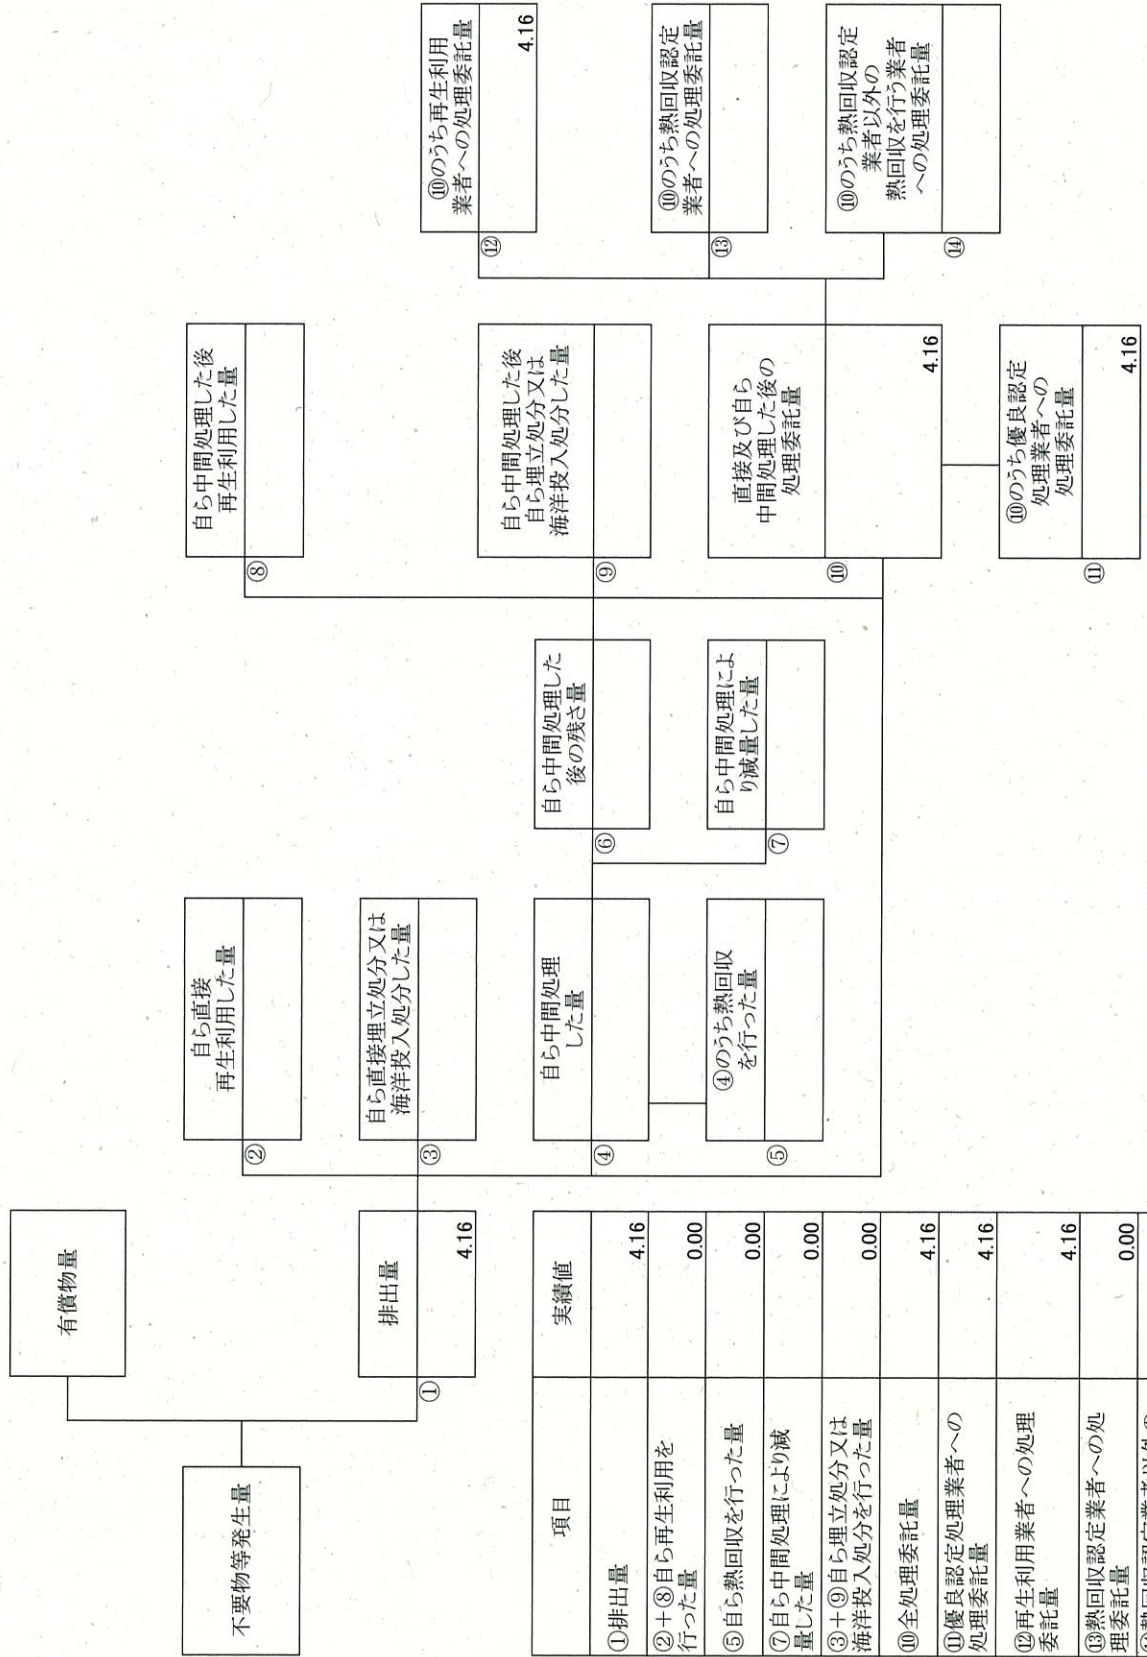 不要物等発生量
有償物量
排出量
①
4.16
自ら直接
再生利用した量
②
自ら直接埋立処分又は
海洋投入処分した量
③
自ら中間処理
した量
④
④のうち熱回収
を行った量
⑤
自ら中間処理した
後の残さ量
⑥
自ら中間処理によ
り減量した量
⑦
自ら中間処理した後
再生利用した量
⑧
自ら中間処理した後
自ら埋立処分又は
海洋投入処分した量
⑨
直接及び自ら
中間処理した後の
処理委託量
⑩
4.16
⑩のうち優良認定
処理業者への
処理委託量
⑪
4.16
⑩のうち再生利用
業者への処理委託量
⑫
4.16
⑩のうち熱回収認定
業者への処理委託量
⑬
⑩のうち熱回収認定
業者以外の
熱回収を行う業者
への処理委託量
⑭
項目 実績値
①排出量 4.16
②+⑧自ら再生利用を
行った量 0.00
⑤自ら熱回収を行った量 0.00
⑦自ら中間処理により減
量した量 0.00
③+⑨自ら埋立処分又は
海洋投入処分を行った量 0.00
⑩全処理委託量 4.16
⑪優良認定処理業者への
処理委託量 4.16
⑫再生利用業者への処理
委託量 4.16
⑬熱回収認定業者への処
理委託量 0.00